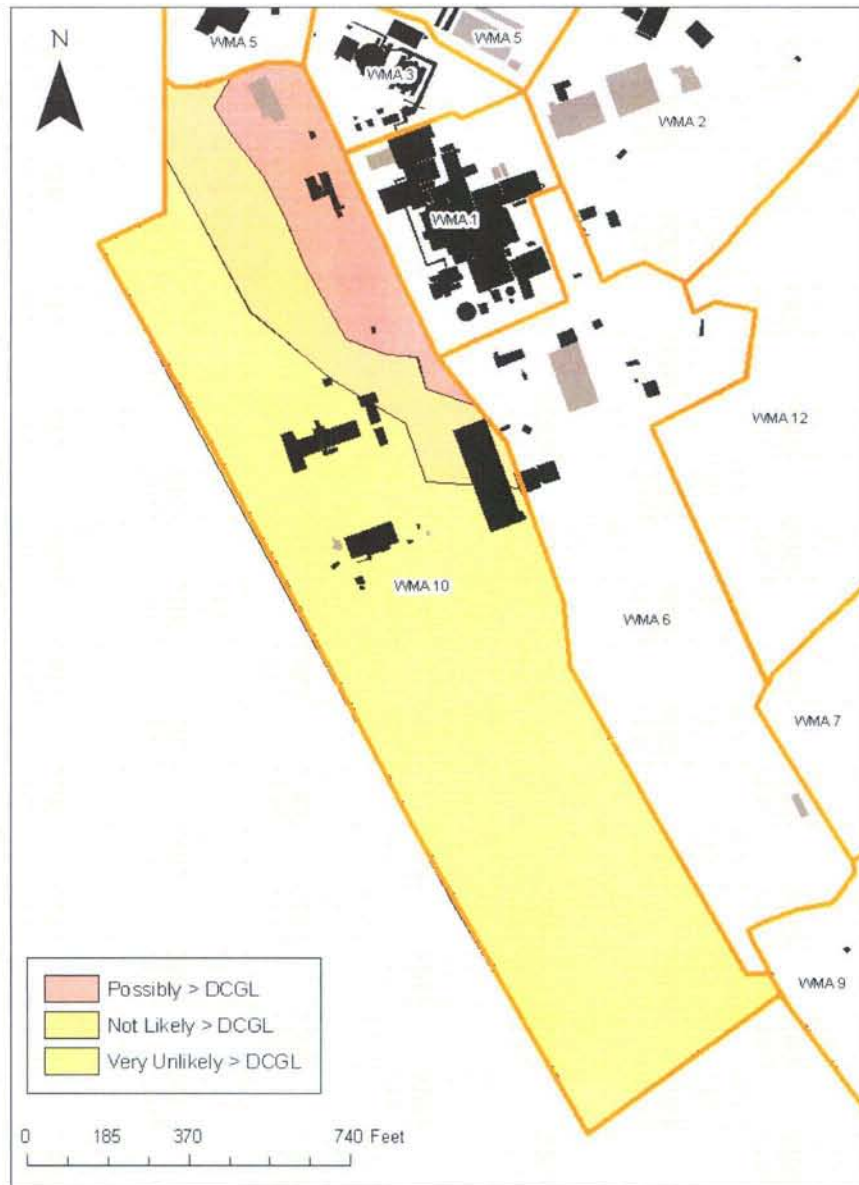 N
WMA 5
WMA 5
WMA 3
WMA 2
WMA 1
WMA 12
WMA 10
WMA 6
WMA 7
WMA 9
Possibly > DCGL
Not Likely > DCGL
Very Unlikely > DCGL
0 185 370 740 Feet